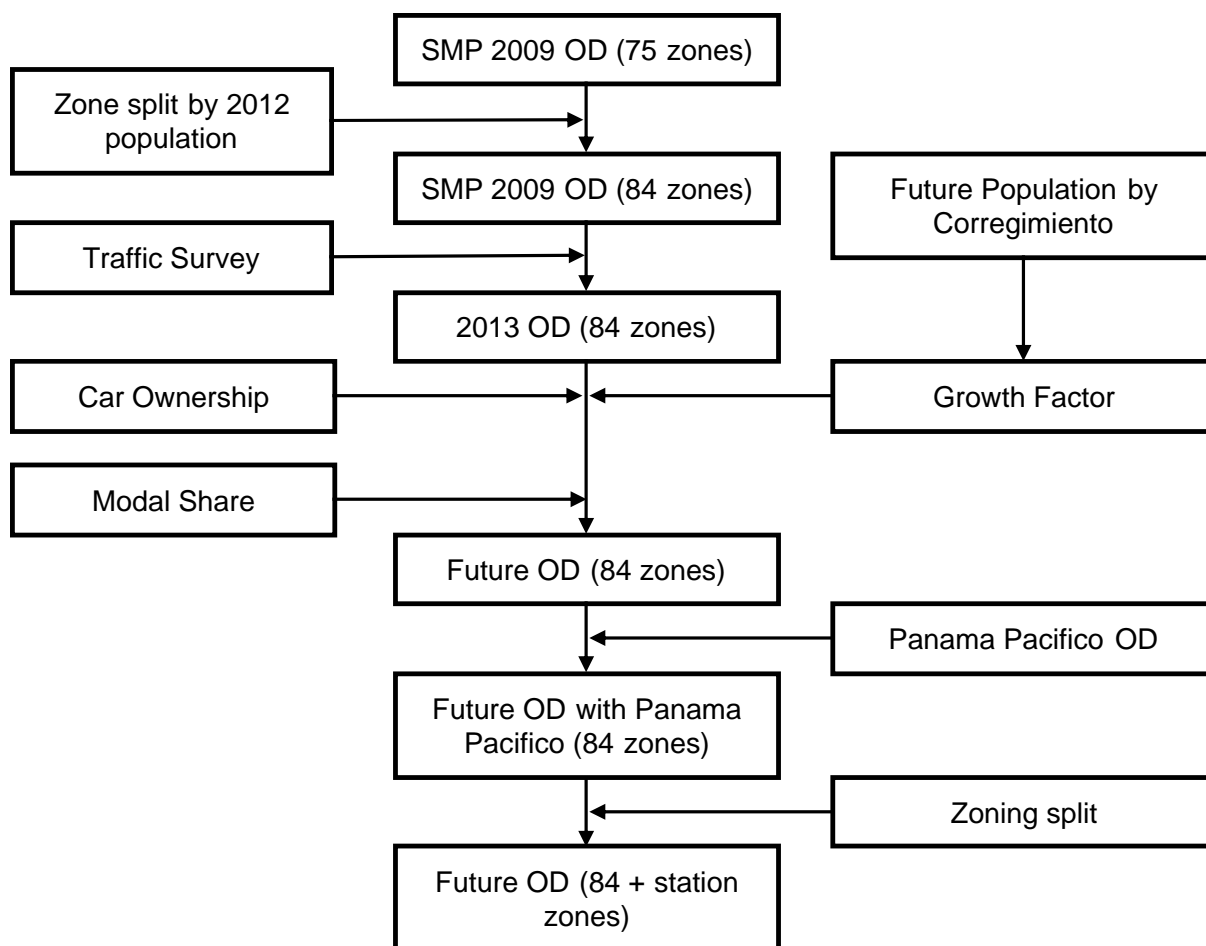 SMP 2009 OD (75 zones)
Zone split by 2012
population
SMP 2009 OD (84 zones)
Future Population by
Corregimiento
Traffic Survey
2013 OD (84 zones)
Car Ownership
Growth Factor
Modal Share
Future OD (84 zones)
Panama Pacifico OD
Future OD with Panama
Pacifico (84 zones)
Zoning split
Future OD (84 + station
zones)